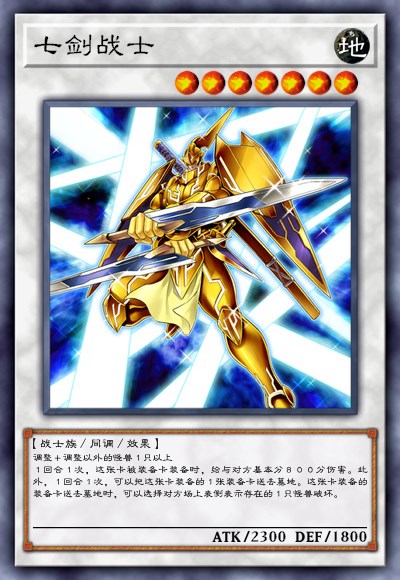 七剑战士
地
【战士族／同调／效果】
调整＋调整以外的怪兽１只以上
１回合１次，这张卡被装备卡装备时，给与对方基本分８００分伤害。此
外，１回合１次，可以把这张卡装备的１张装备卡送去墓地。这张卡装备的
装备卡送去墓地时，可以选择对方场上表侧表示存在的１只怪兽破坏。
ATK/2300 DEF/1800